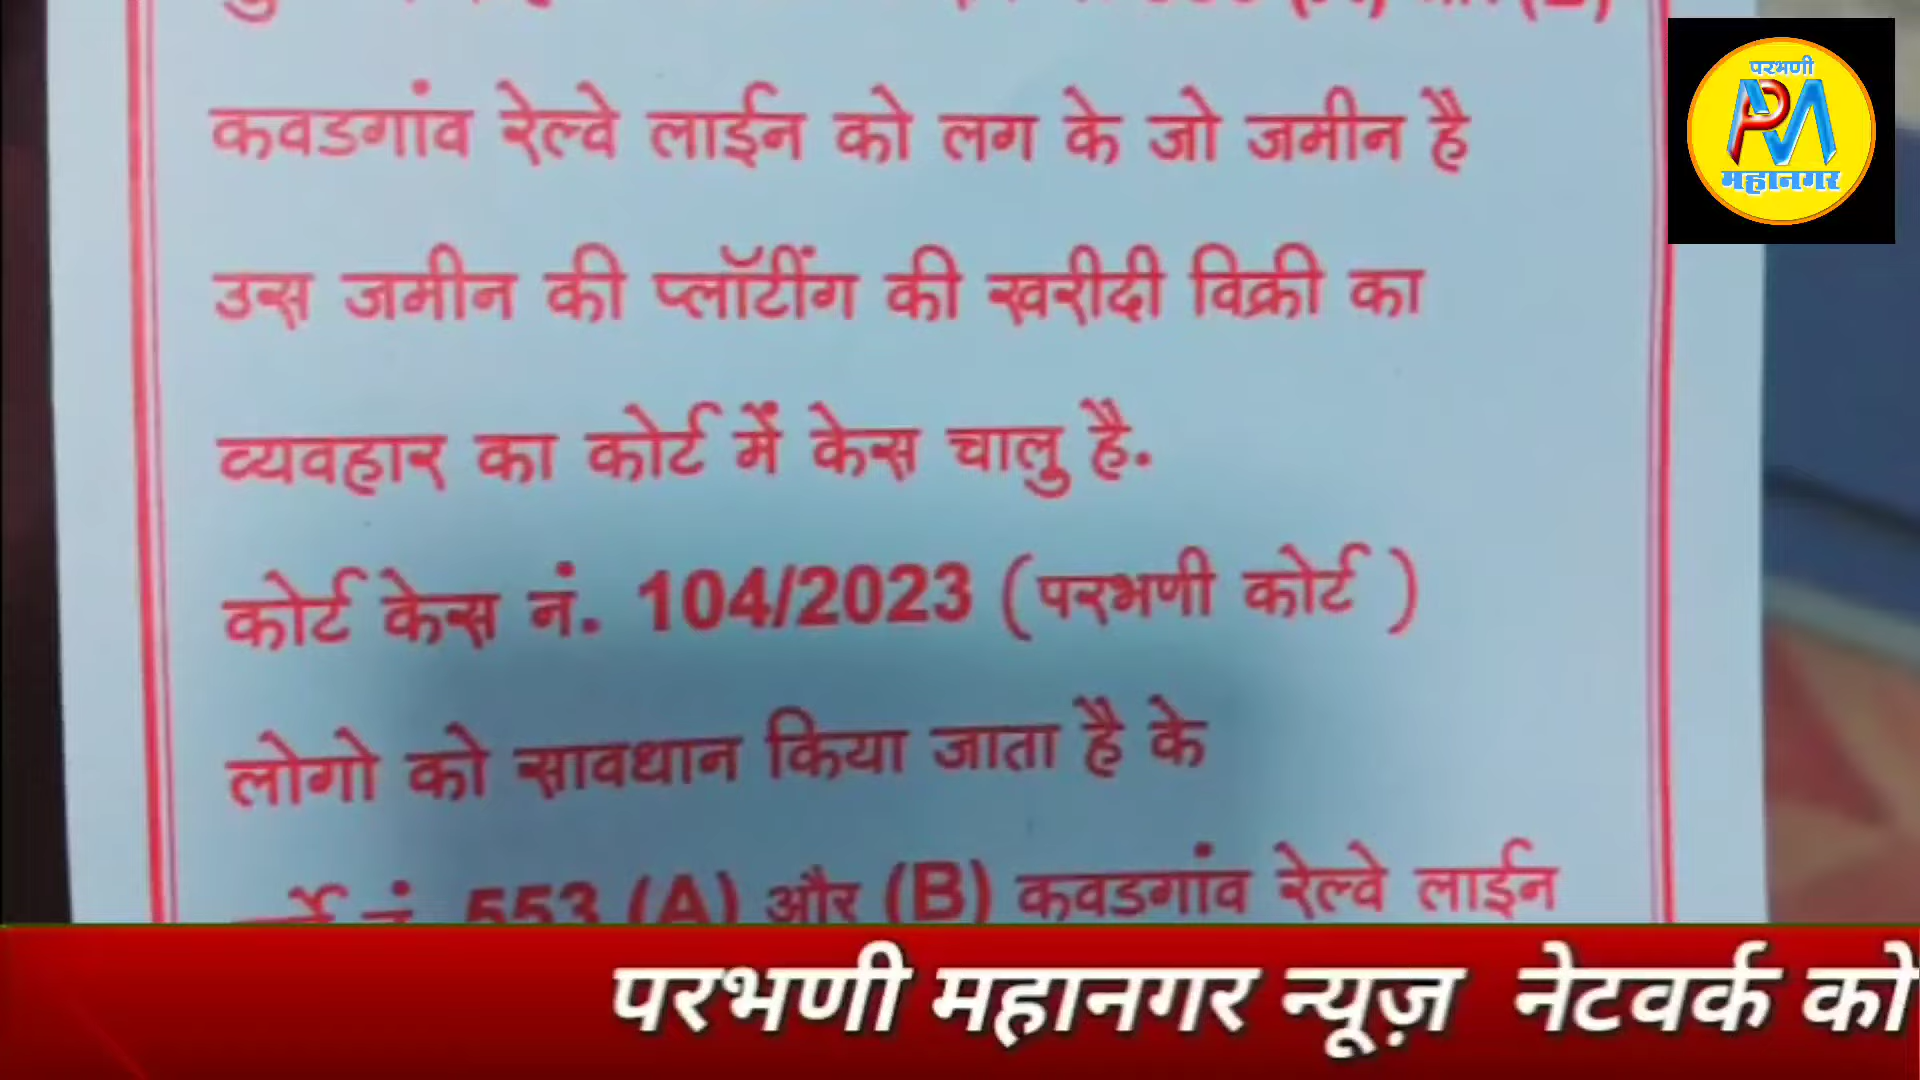 कवडगांव रेल्वे लाईन को लग के जो जमीन है
उस जमीन की प्लॉटींग की खरीदी विक्री का
व्यवहार का कोर्ट में केस चालु है.
कोर्ट केस नं. 104/2023 (परभणी कोर्ट )
लोगो को सावधान किया जाता है के
नं. 553 (A) और (B) कवडगांव रेल्वे लाईन
परभणी
PM
महानगर
परभणी महानगर न्यूज़ नेटवर्क को